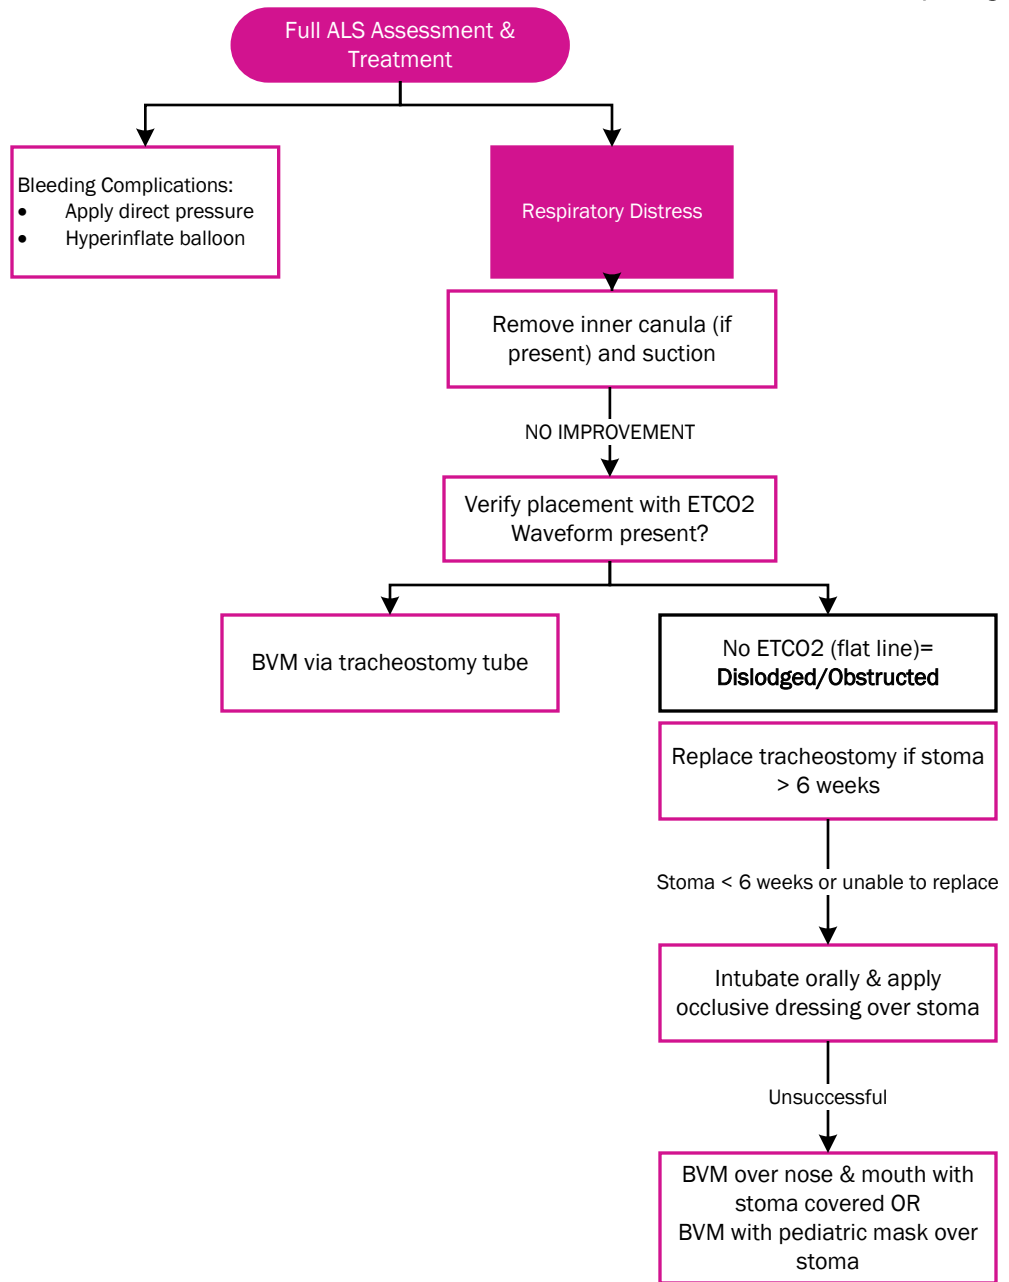 Full ALS Assessment &
Treatment
Bleeding Complications:
• Apply direct pressure
• Hyperinflate balloon
Respiratory Distress
Remove inner canula (if
present) and suction
NO IMPROVEMENT
Verify placement with ETCO2
Waveform present?
BVM via tracheostomy tube
No ETCO2 (flat line)=
Dislodged/Obstructed
Replace tracheostomy if stoma
> 6 weeks
Stoma < 6 weeks or unable to replace
Intubate orally & apply
occlusive dressing over stoma
Unsuccessful
BVM over nose & mouth with
stoma covered OR
BVM with pediatric mask over
stoma